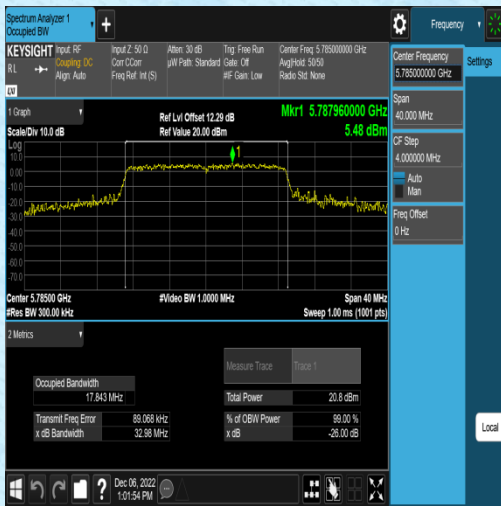 Spectrum Analyzer 1
Occupied BW
+
Frequency
KEYSIGHT
RL
LXI
Input: RF
Coupling: DC
Align: Auto
Input Z: 50 Ω
Corr CCorr
Freq Ref: Int (S)
Atten: 30 dB
µW Path: Standard
Trig: Free Run
Gate: Off
#IF Gain: Low
Center Freq: 5.785000000 GHz
Avg|Hold: 50/50
Radio Std: None
Center Frequency
5.785000000 GHz
Settings
Span
40.000 MHz
CF Step
4.000000 MHz
Auto
Man
Freq Offset
0 Hz
Local
1 Graph
Scale/Div 10.0 dB
Ref Lvl Offset 12.29 dB
Ref Value 20.00 dBm
Mkr1 5.787960000 GHz
5.48 dBm
Log
10.0
0.00
-10.0
-20.0
-30.0
-40.0
-50.0
-60.0
-70.0
1
Center 5.78500 GHz
#Video BW 1.0000 MHz
Span 40 MHz
#Res BW 300.00 kHz
Sweep 1.00 ms (1001 pts)
2 Metrics
Measure Trace
Trace 1
Occupied Bandwidth
17.843 MHz
Total Power
20.8 dBm
Transmit Freq Error
89.068 kHz
% of OBW Power
99.00 %
x dB Bandwidth
32.98 MHz
x dB
-26.00 dB
?
Dec 06, 2022
1:01:54 PM